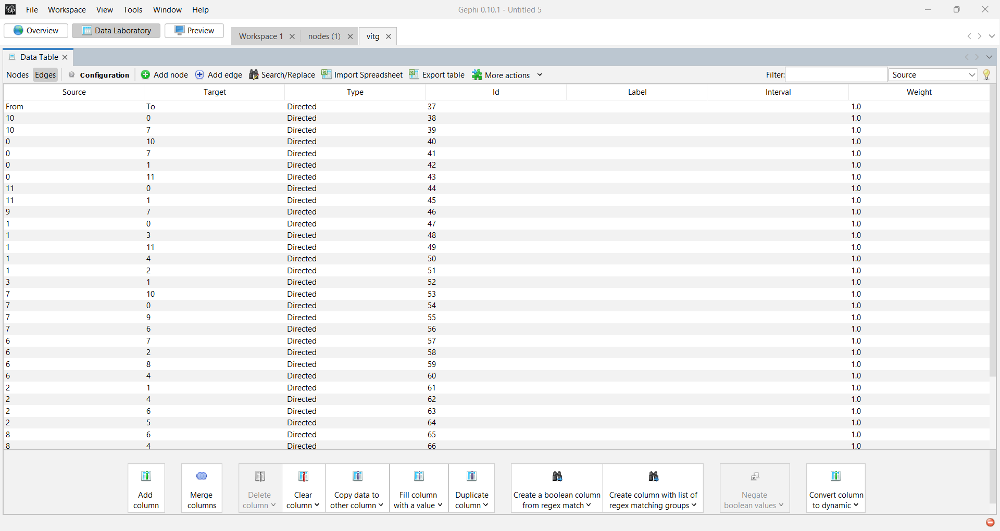 File Workspace View Tools Window Help Gephi 0.10.1 - Untitled 5
Overview Data Laboratory Preview Workspace 1 nodes (1) vitg
Data Table
Nodes Edges Configuration Add node Add edge Search/Replace Import Spreadsheet Export table More actions Filter: Source
Source Target Type Id Label Interval Weight
From To Directed 37 1.0
10 0 Directed 38 1.0
10 7 Directed 39 1.0
0 10 Directed 40 1.0
0 7 Directed 41 1.0
0 1 Directed 42 1.0
0 11 Directed 43 1.0
11 0 Directed 44 1.0
11 1 Directed 45 1.0
9 7 Directed 46 1.0
1 0 Directed 47 1.0
1 3 Directed 48 1.0
1 11 Directed 49 1.0
1 4 Directed 50 1.0
1 2 Directed 51 1.0
3 1 Directed 52 1.0
7 10 Directed 53 1.0
7 0 Directed 54 1.0
7 9 Directed 55 1.0
7 6 Directed 56 1.0
6 7 Directed 57 1.0
6 2 Directed 58 1.0
6 8 Directed 59 1.0
6 4 Directed 60 1.0
2 1 Directed 61 1.0
2 4 Directed 62 1.0
2 6 Directed 63 1.0
2 5 Directed 64 1.0
8 6 Directed 65 1.0
8 4 Directed 66 1.0
Add column
Merge columns
Delete column
Clear column
Copy data to other column
Fill column with a value
Duplicate column
Create a boolean column from regex match
Create column with list of regex matching groups
Negate boolean values
Convert column to dynamic